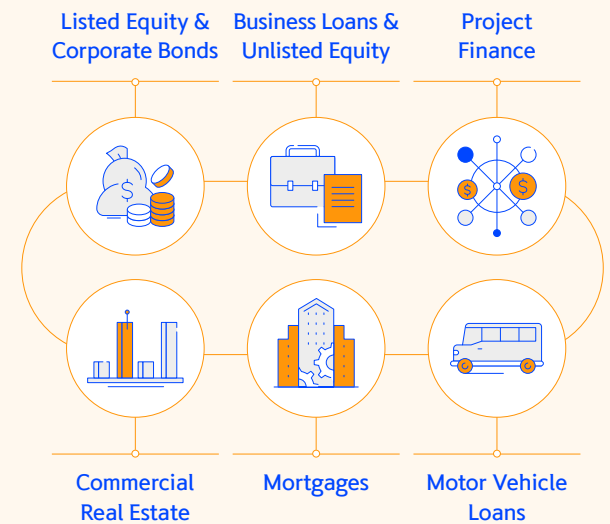 Listed Equity &
Corporate Bonds
Business Loans &
Unlisted Equity
Project
Finance
$
$
$
Commercial
Real Estate
Mortgages
Motor Vehicle
Loans